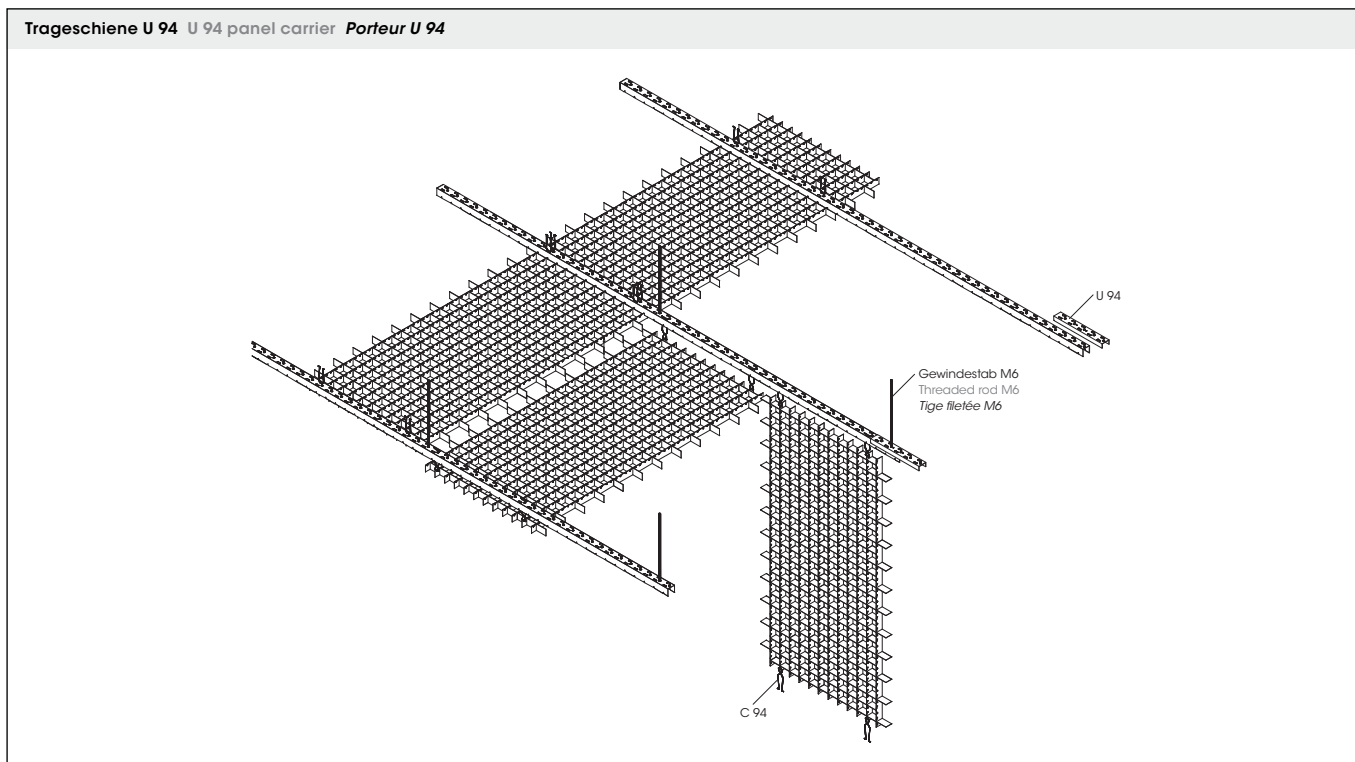 Trageschiene U 94 U 94 panel carrier Porteur U 94
U 94
Gewindestab M6
Threaded rod M6
Tige filetée M6
C 94